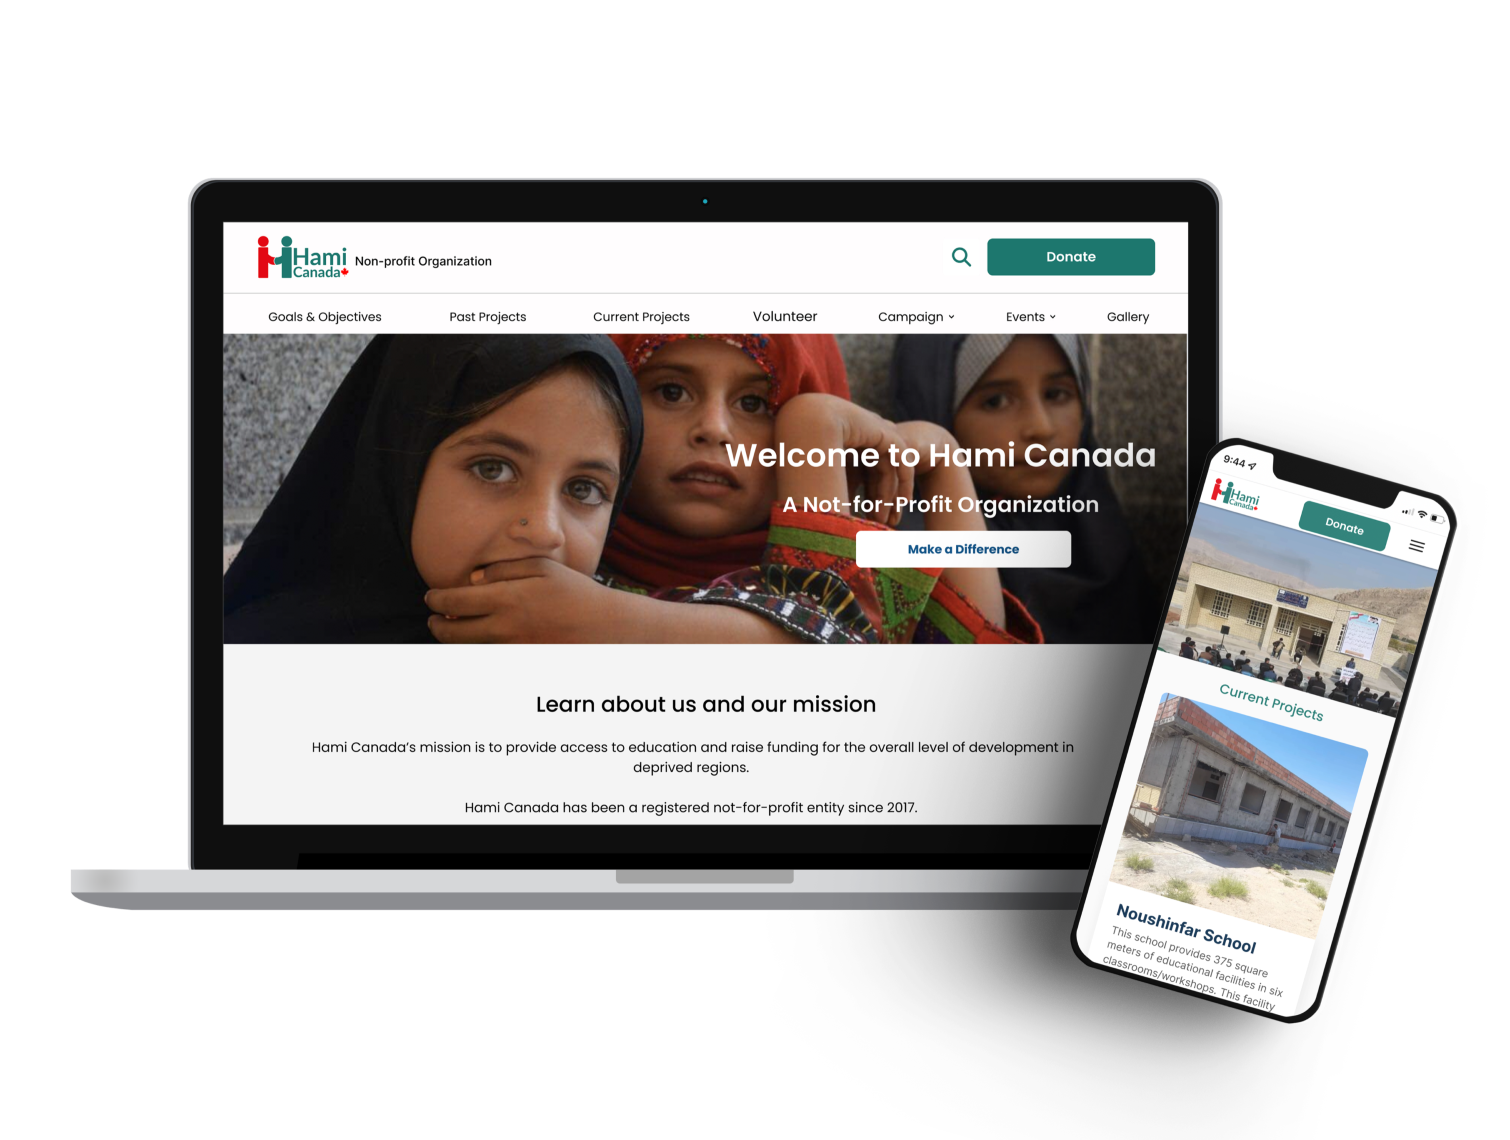 Hami
Canada
Non-profit Organization
Donate
Goals & Objectives
Past Projects
Current Projects
Volunteer
Campaign
Events
Gallery
Welcome to Hami Canada
A Not-for-Profit Organization
Make a Difference
Learn about us and our mission
Hami Canada's mission is to provide access to education and raise funding for the overall level of development in
deprived regions.
Hami Canada has been a registered not-for-profit entity since 2017.
9:44
Hami
Canada
Donate
Current Projects
Noushinfar School
This school provides 375 square
meters of educational facilities in six
classrooms/workshops. This facility